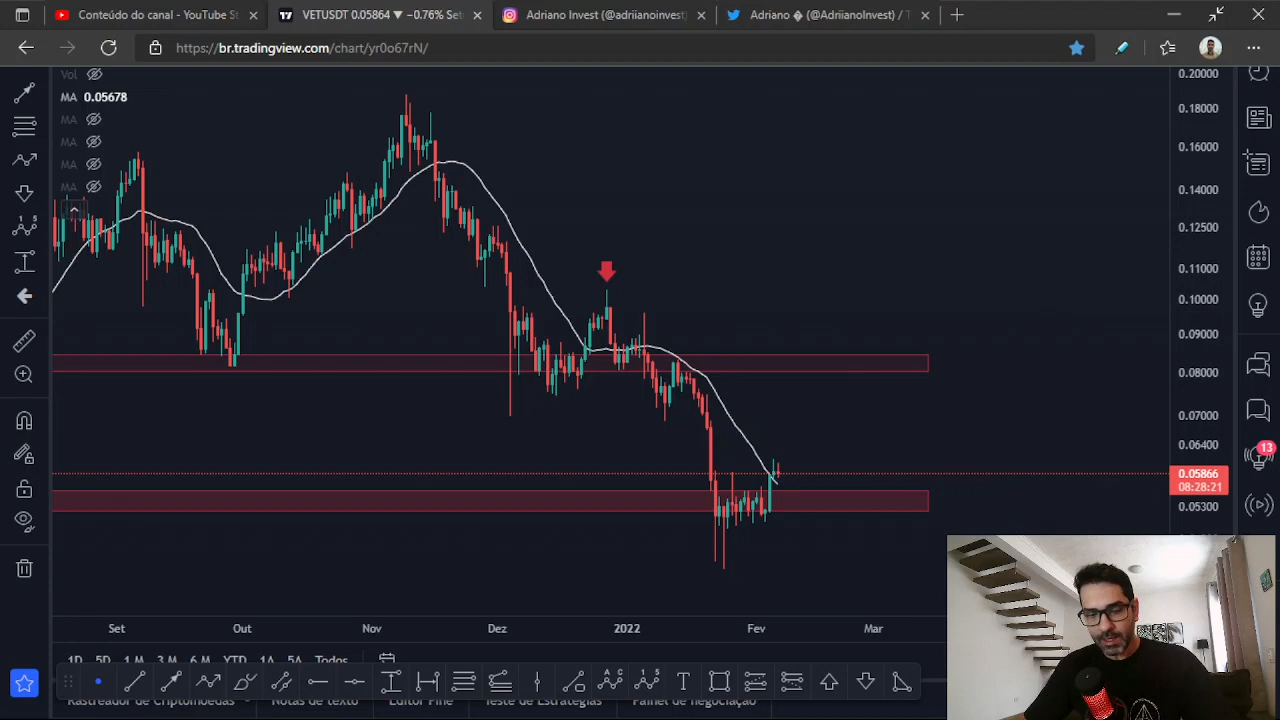 Conteúdo do canal - YouTube St
VETUSDT 0.05864 ▼ −0.76% Set
Adriano Invest (@adriianoinvest)
Adriano � (@AdriianoInvest) / T
https://br.tradingview.com/chart/yr0o67rN/
Vol
MA 0.05678
MA
MA
MA
MA
0.20000
0.18000
0.16000
0.14000
0.12500
0.11000
0.10000
0.09000
0.08000
0.07000
0.06400
0.05866
08:28:21
0.05300
13
Set
Out
Nov
Dez
2022
Fev
Mar
1D 5D 1M 3M 6M YTD 1A 5A Todos
Rastreador de Criptomoedas
Notas de texto
Editor Pine
Teste de Estratégias
Painel de negociação